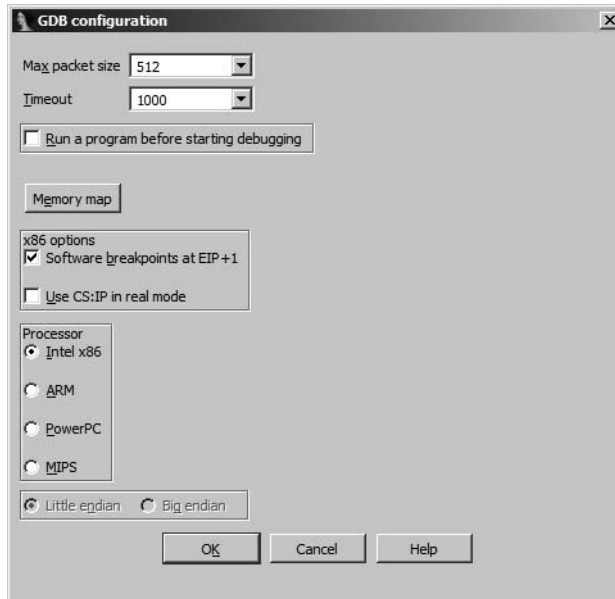 GDB configuration
Max packet size 512
Timeout 1000
Run a program before starting debugging
Memory map
x86 options
Software breakpoints at EIP+1
Use CS:IP in real mode
Processor
Intel x86
ARM
PowerPC
MIPS
Little endian Big endian
OK Cancel Help